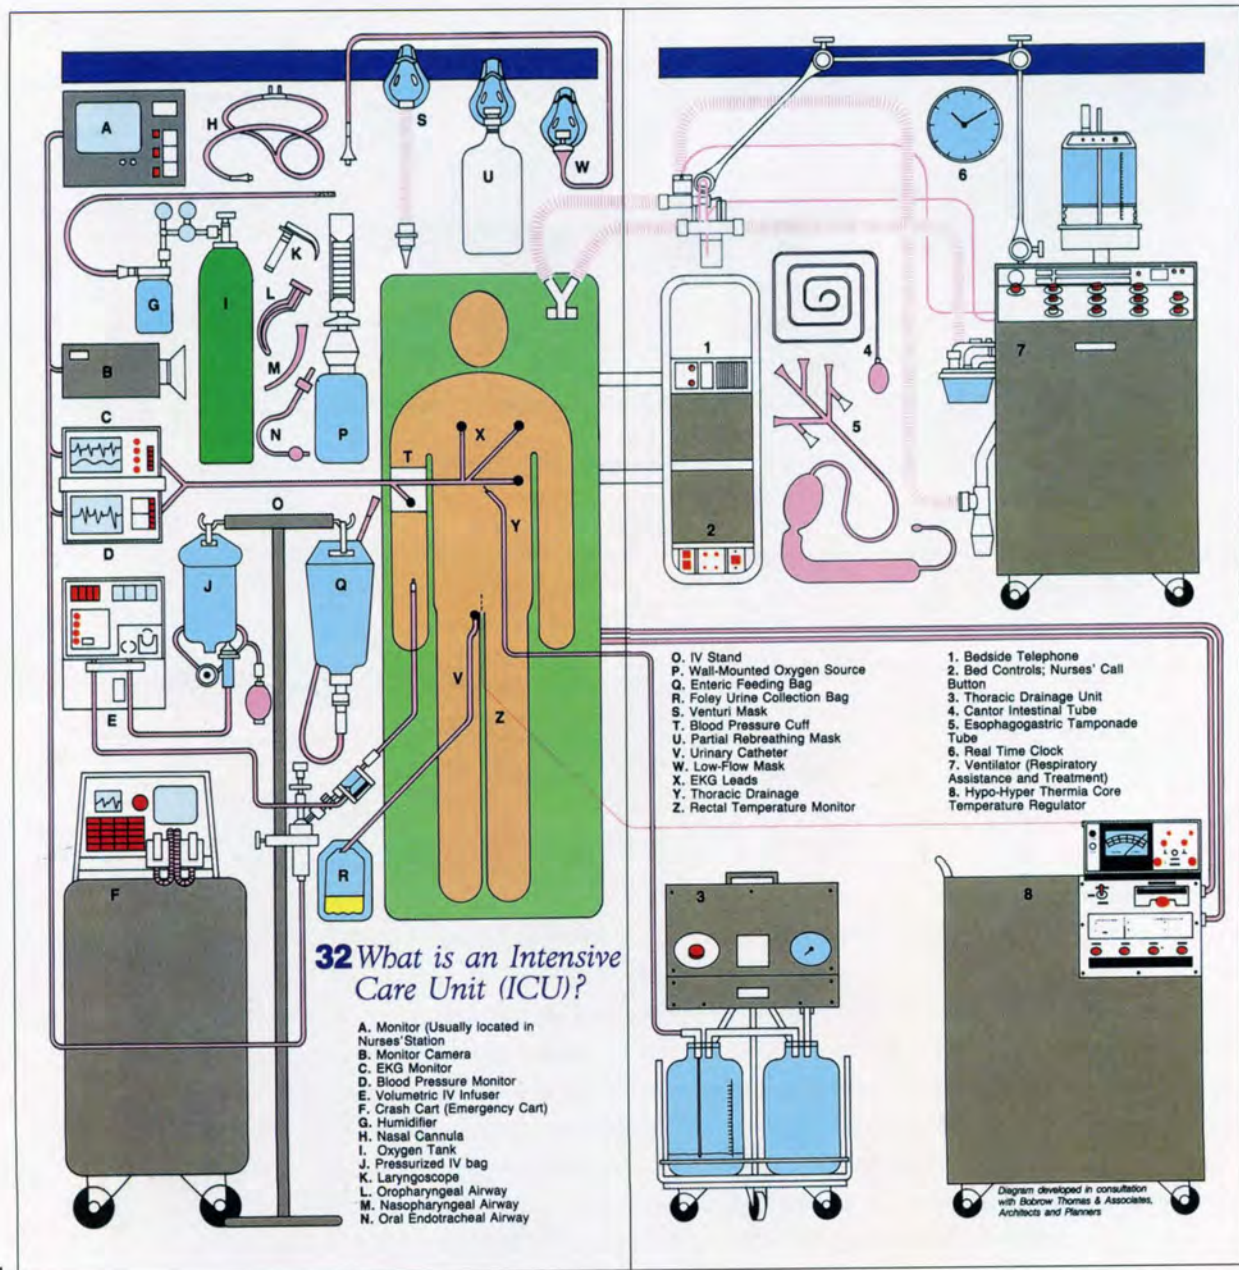 A
H
S
U
W
6
G
I
K
L
M
N
P
B
C
D
1
4
7
5
X
T
O
Y
2
J
Q
E
V
Z
F
R
3
8
O. IV Stand
P. Wall-Mounted Oxygen Source
Q. Enteric Feeding Bag
R. Foley Urine Collection Bag
S. Venturi Mask
T. Blood Pressure Cuff
U. Partial Rebreathing Mask
V. Urinary Catheter
W. Low-Flow Mask
X. EKG Leads
Y. Thoracic Drainage
Z. Rectal Temperature Monitor
1. Bedside Telephone
2. Bed Controls; Nurses' Call
Button
3. Thoracic Drainage Unit
4. Cantor Intestinal Tube
5. Esophagogastric Tamponade
Tube
6. Real Time Clock
7. Ventilator (Respiratory
Assistance and Treatment)
8. Hypo-Hyper Thermia Core
Temperature Regulator
32 What is an Intensive
Care Unit (ICU)?
A. Monitor (Usually located in
Nurses' Station
B. Monitor Camera
C. EKG Monitor
D. Blood Pressure Monitor
E. Volumetric IV Infuser
F. Crash Cart (Emergency Cart)
G. Humidifier
H. Nasal Cannula
I. Oxygen Tank
J. Pressurized IV bag
K. Laryngoscope
L. Oropharyngeal Airway
M. Nasopharyngeal Airway
N. Oral Endotracheal Airway
Diagram developed in consultation
with Bobrow Thomas & Associates,
Architects and Planners